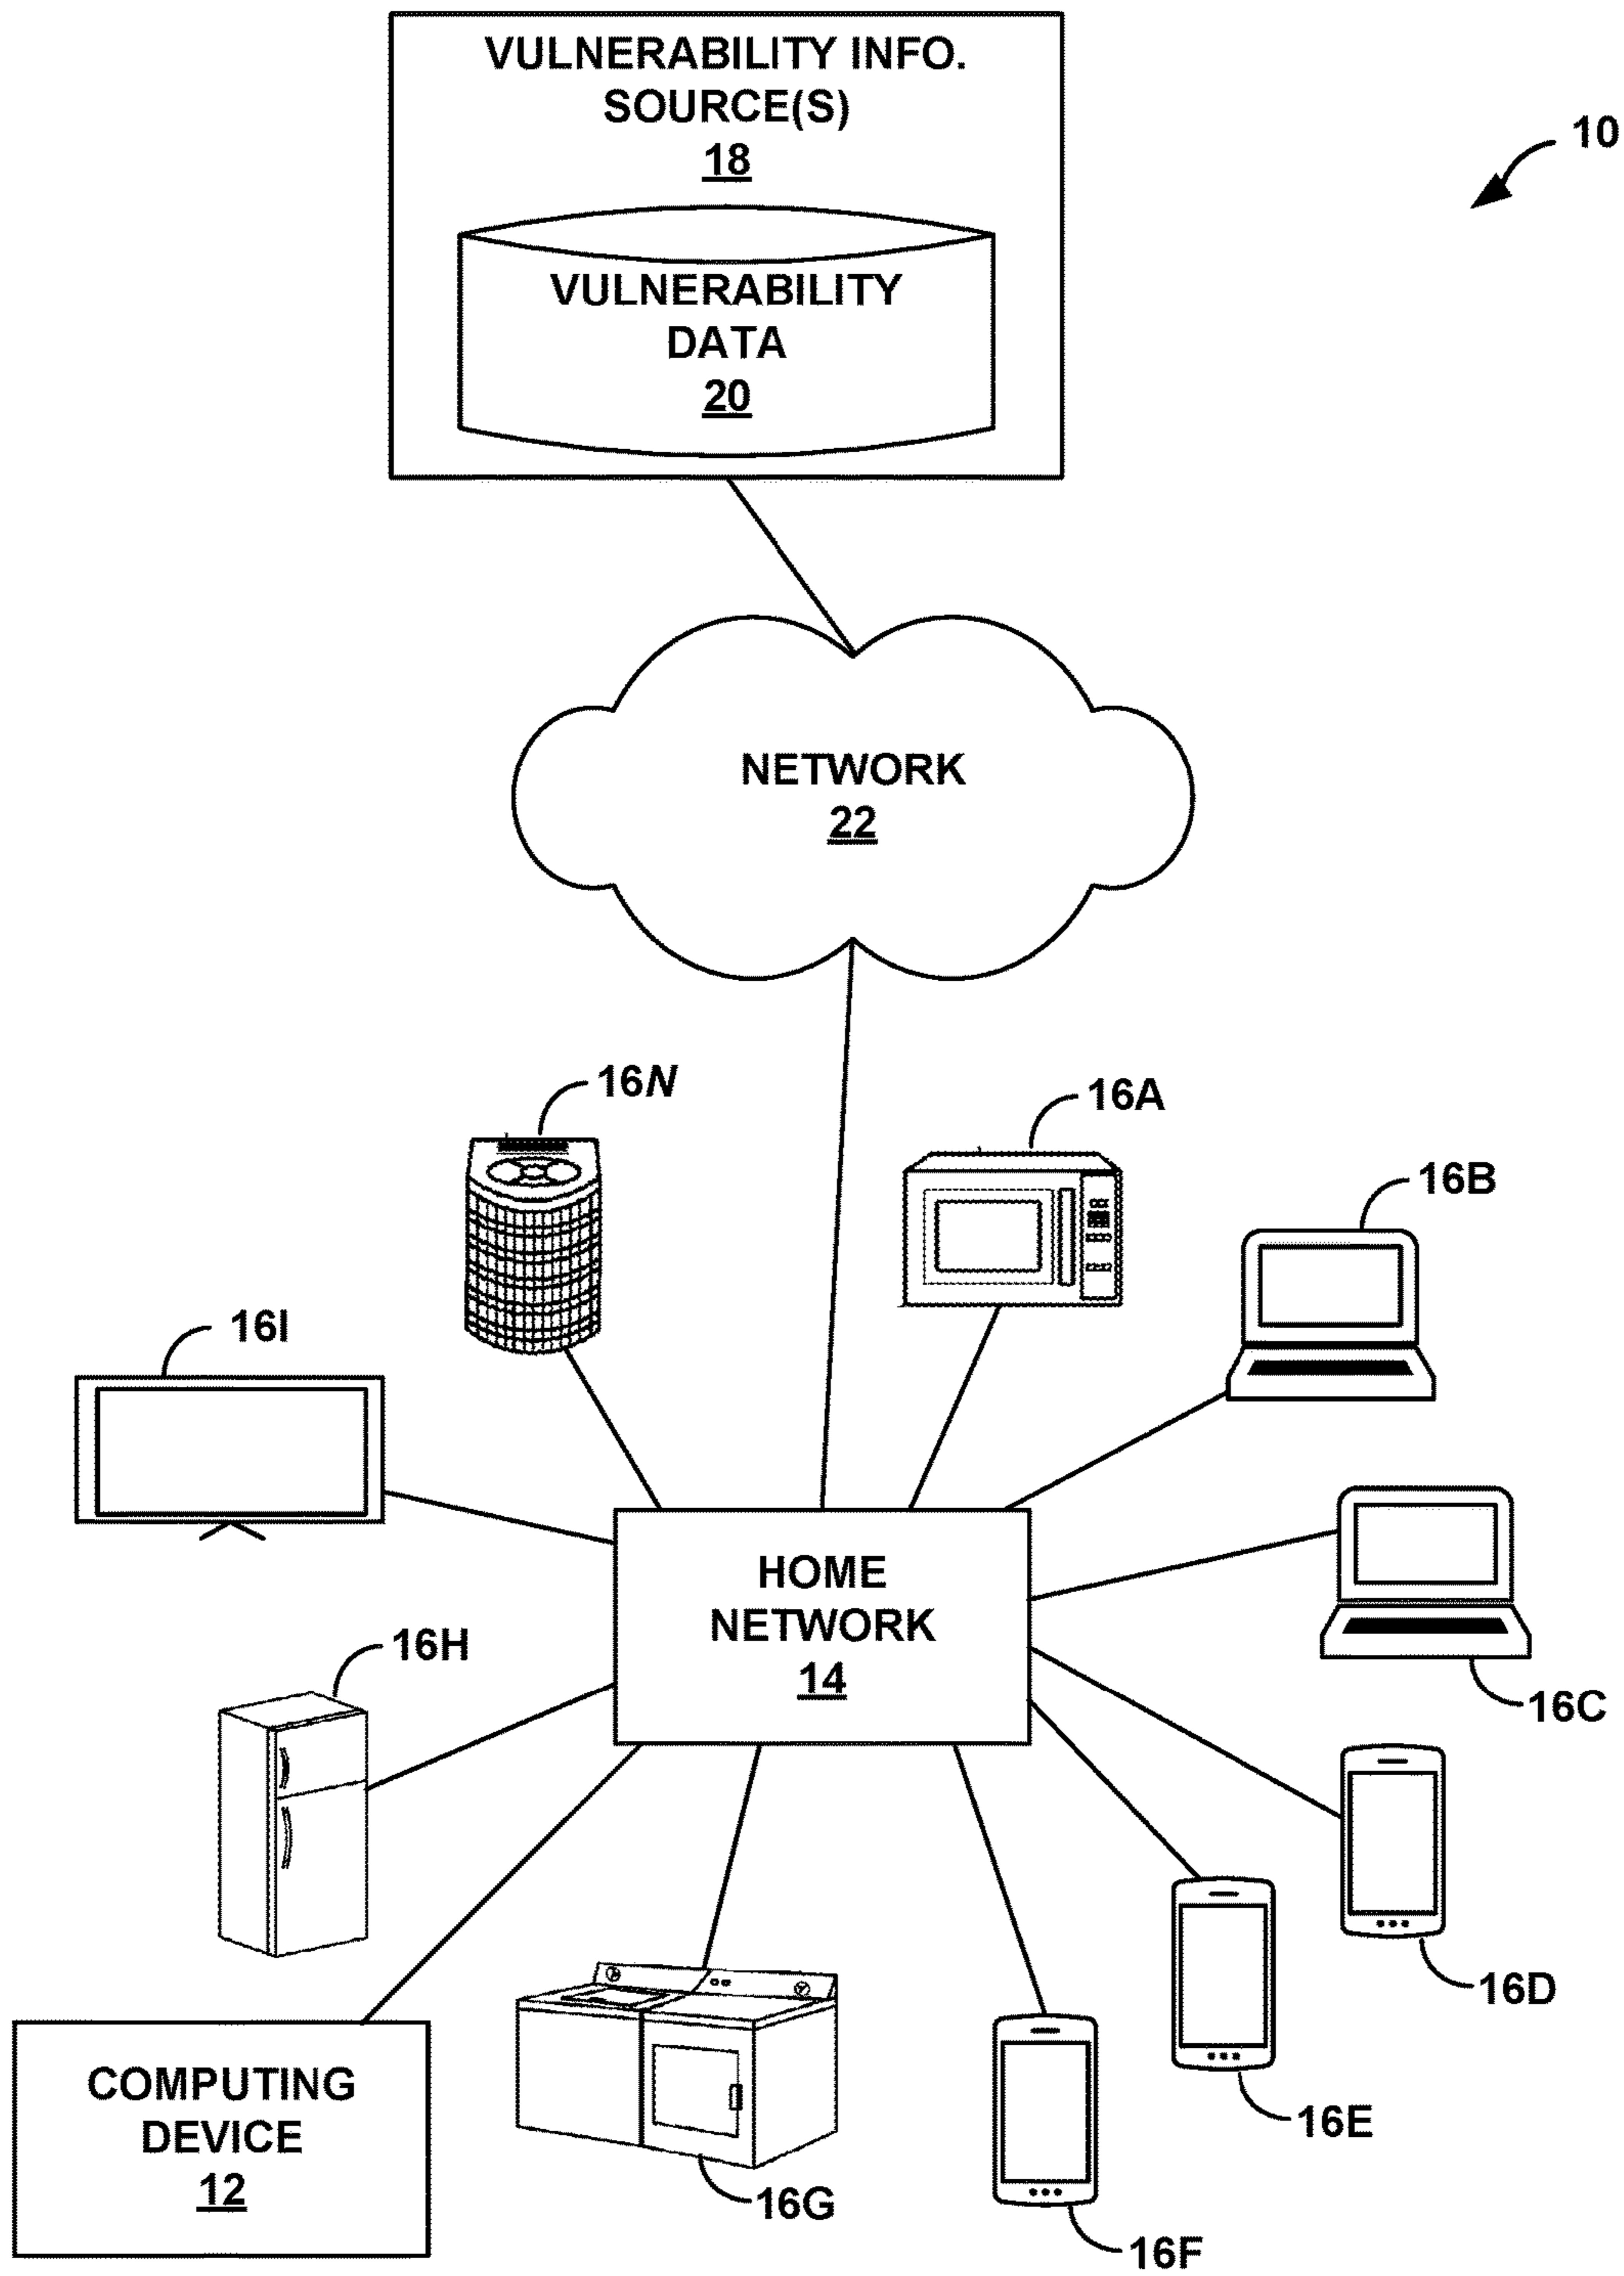 VULNERABILITY INFO.
SOURCE(S)
18
10
VULNERABILITY
DATA
20
NETWORK
22
16N
16A
16B
16I
HOME
NETWORK
14
16H
16C
16D
COMPUTING
DEVICE
12
16G
16E
16F